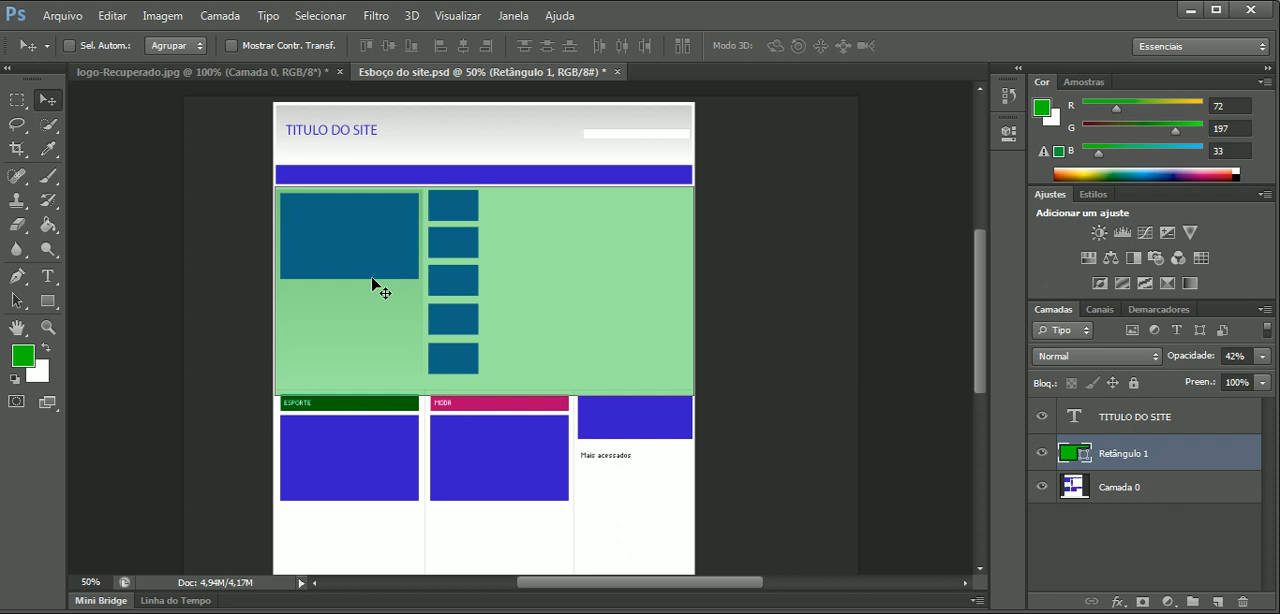 Ps Arquivo Editar Imagem Camada Tipo Selecionar Filtro 3D Visualizar Janela Ajuda
Sel. Autom.: Agrupar Mostrar Contr. Transf. Modo 3D: Essenciais
logo-Recuperado.jpg @ 100% (Camada 0, RGB/8*) * × Esboço do site.psd @ 50% (Retângulo 1, RGB/8#) * ×
Cor Amostras
R 72
G 197
B 33
TITULO DO SITE
Ajustes Estilos
Adicionar um ajuste
Camadas Canais Demarcadores
Tipo
Normal Opacidade: 42%
Bloq.: Preen.: 100%
T TITULO DO SITE
Retângulo 1
Camada 0
ESPORTE MODA
Mais acessados
50% Doc: 4,94M/4,17M
Mini Bridge Linha do Tempo